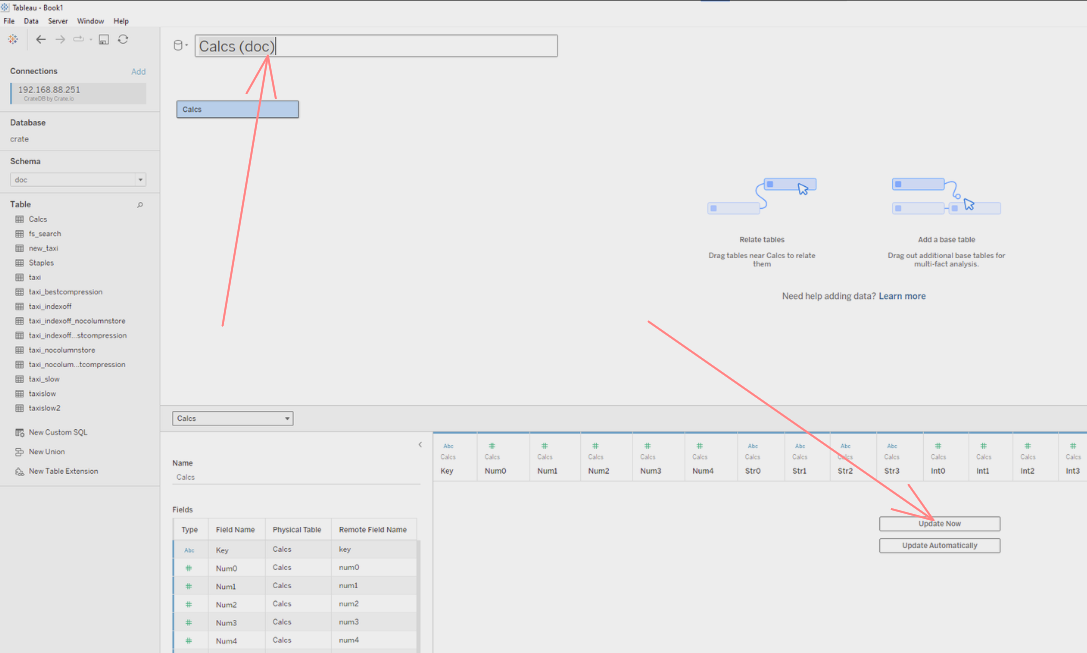 Tableau - Book1
File Data Server Window Help
Connections Add
192.168.88.251
CrateDB by Crate.io
Database
crate
Schema
doc
Table
Calcs
fs_search
new_taxi
Staples
taxi
taxi_bestcompression
taxi_indexoff
taxi_indexoff_nocolumnstore
taxi_indexoff...stcompression
taxi_nocolumnstore
taxi_nocolum...tcompression
taxi_slow
taxislow
taxislow2
New Custom SQL
New Union
New Table Extension
Calcs (doc)
Calcs
Relate tables
Drag tables near Calcs to relate
them
Add a base table
Drag out additional base tables for
multi-fact analysis.
Need help adding data? Learn more
Calcs
Name
Calcs
Fields
Type Field Name Physical Table Remote Field Name
Abc Key Calcs key
# Num0 Calcs num0
# Num1 Calcs num1
# Num2 Calcs num2
# Num3 Calcs num3
# Num4 Calcs num4
Abc # # # # # Abc Abc Abc Abc # # # #
Calcs Calcs Calcs Calcs Calcs Calcs Calcs Calcs Calcs Calcs Calcs Calcs Calcs Calcs
Key Num0 Num1 Num2 Num3 Num4 Str0 Str1 Str2 Str3 Int0 Int1 Int2 Int3
Update Now
Update Automatically